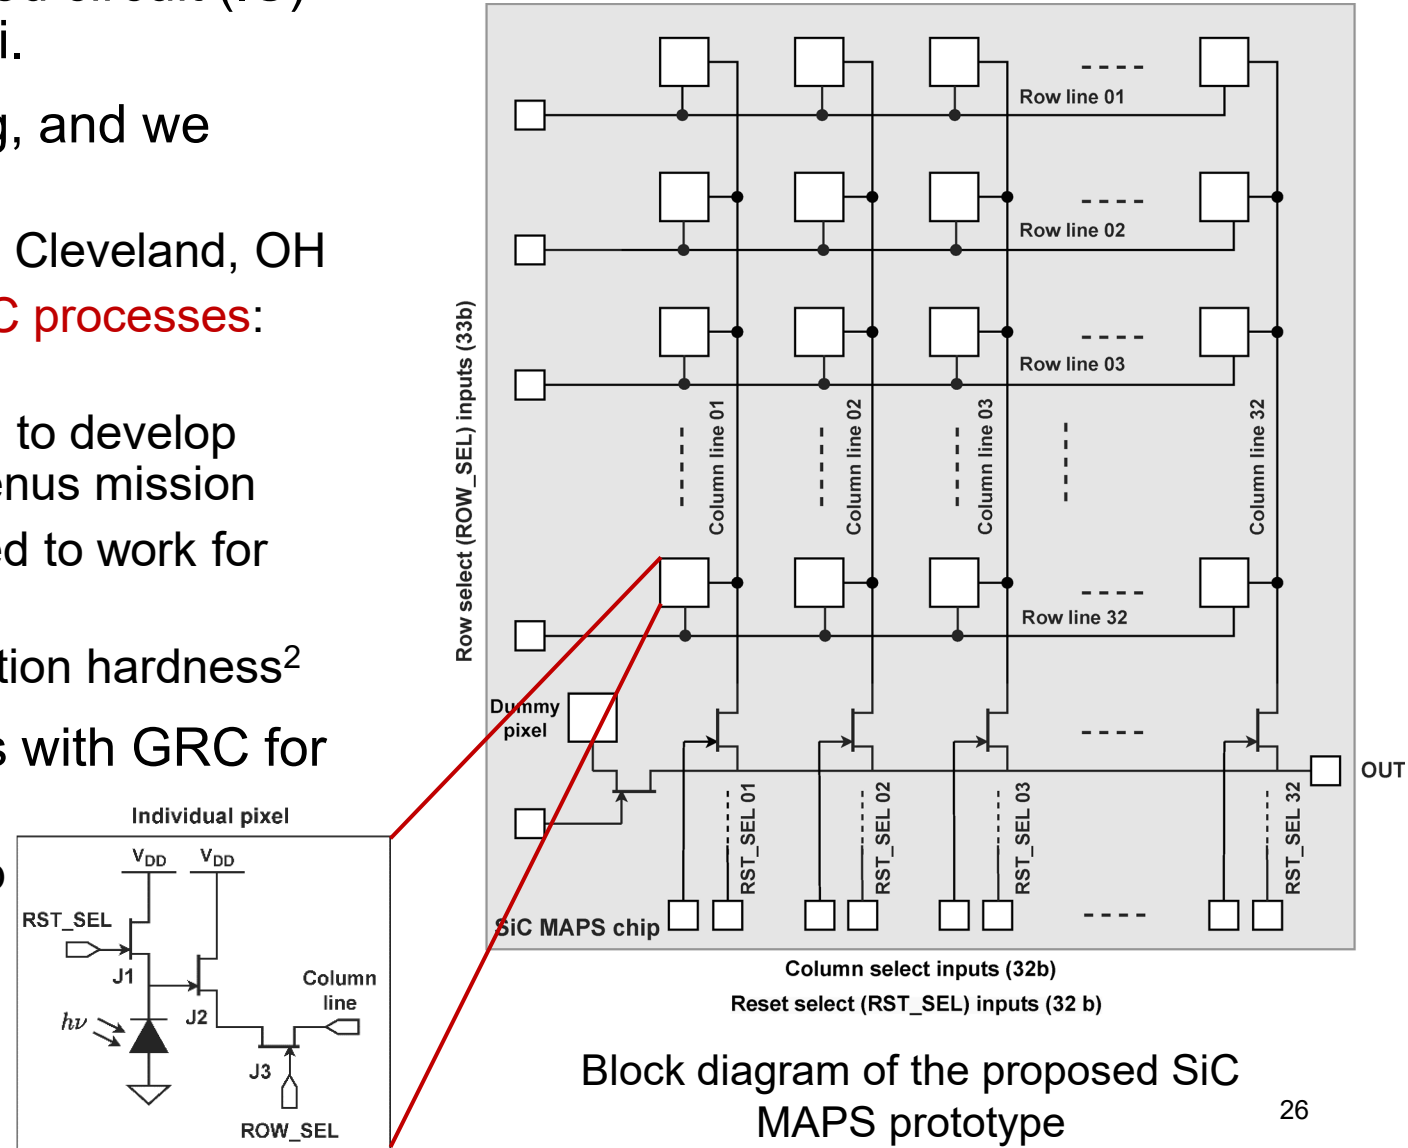 i.
g, and we
Cleveland, OH
C processes:
to develop
enus mission
ed to work for
tion hardness2
s with GRC for
Individual pixel
VDD
VDD
RST_SEL
J1
J2
hν
Column
line
J3
ROW_SEL
Row select (ROW_SEL) inputs (33b)
Row line 01
Row line 02
Row line 03
Column line 01
Column line 02
Column line 03
Column line 32
Row line 32
Dummy
pixel
OUT
RST_SEL 01
RST_SEL 02
RST_SEL 03
RST_SEL 32
SiC MAPS chip
Column select inputs (32b)
Reset select (RST_SEL) inputs (32 b)
Block diagram of the proposed SiC
MAPS prototype
26